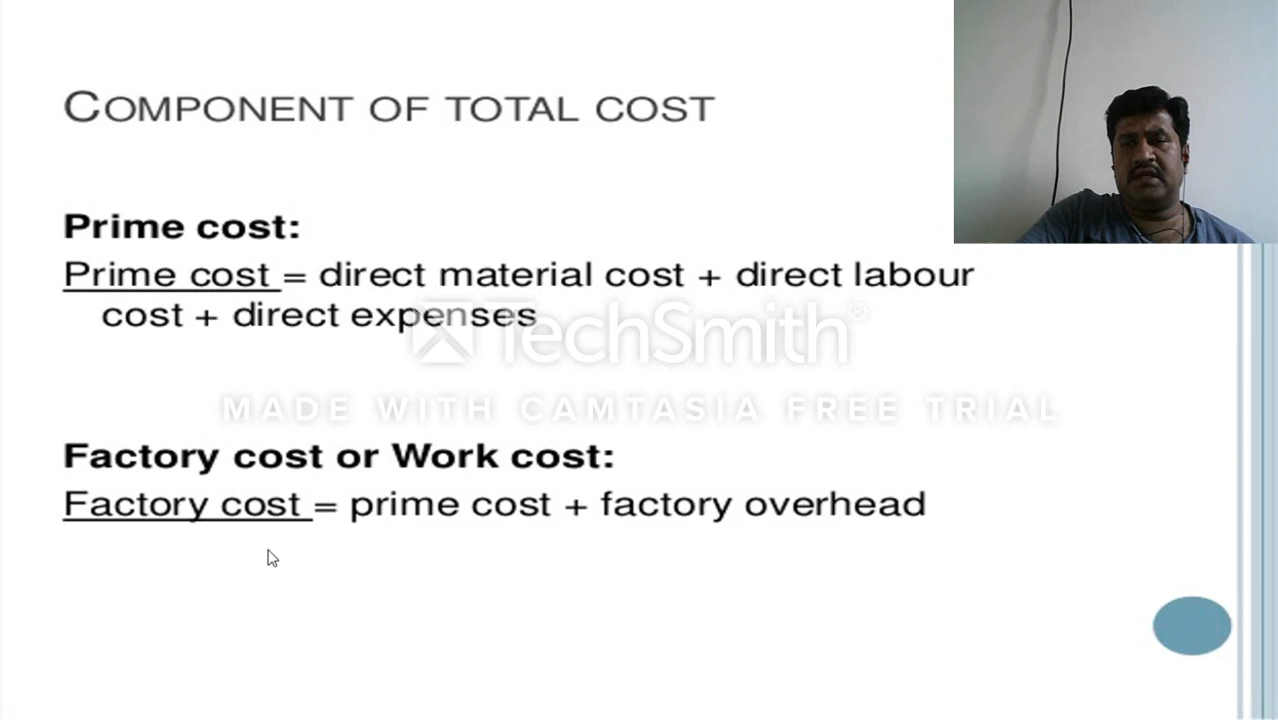 COMPONENT OF TOTAL COST
Prime cost:
Prime cost = direct material cost + direct labour
cost + direct expenses
TechSmith®
MADE WITH CAMTASIA FREE TRIAL
Factory cost or Work cost:
Factory cost = prime cost + factory overhead